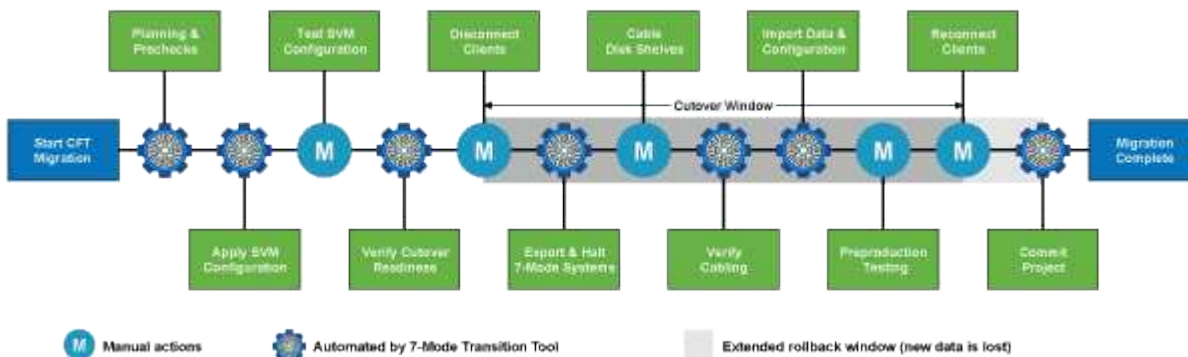 Planning &
Prechecks
Test SVM
Configuration
Disconnect
Clients
Cable
Disk Shelves
Import Data &
Configuration
Reconnect
Clients
Cutover Window
Start CFT
Migration
M
M
M
M
M
Migration
Complete
Apply SVM
Configuration
Verify Cutover
Readiness
Export & Halt
7-Mode Systems
Verify
Cabling
Preproduction
Testing
Commit
Project
M
Manual actions
Automated by 7-Mode Transition Tool
Extended rollback window (new data is lost)